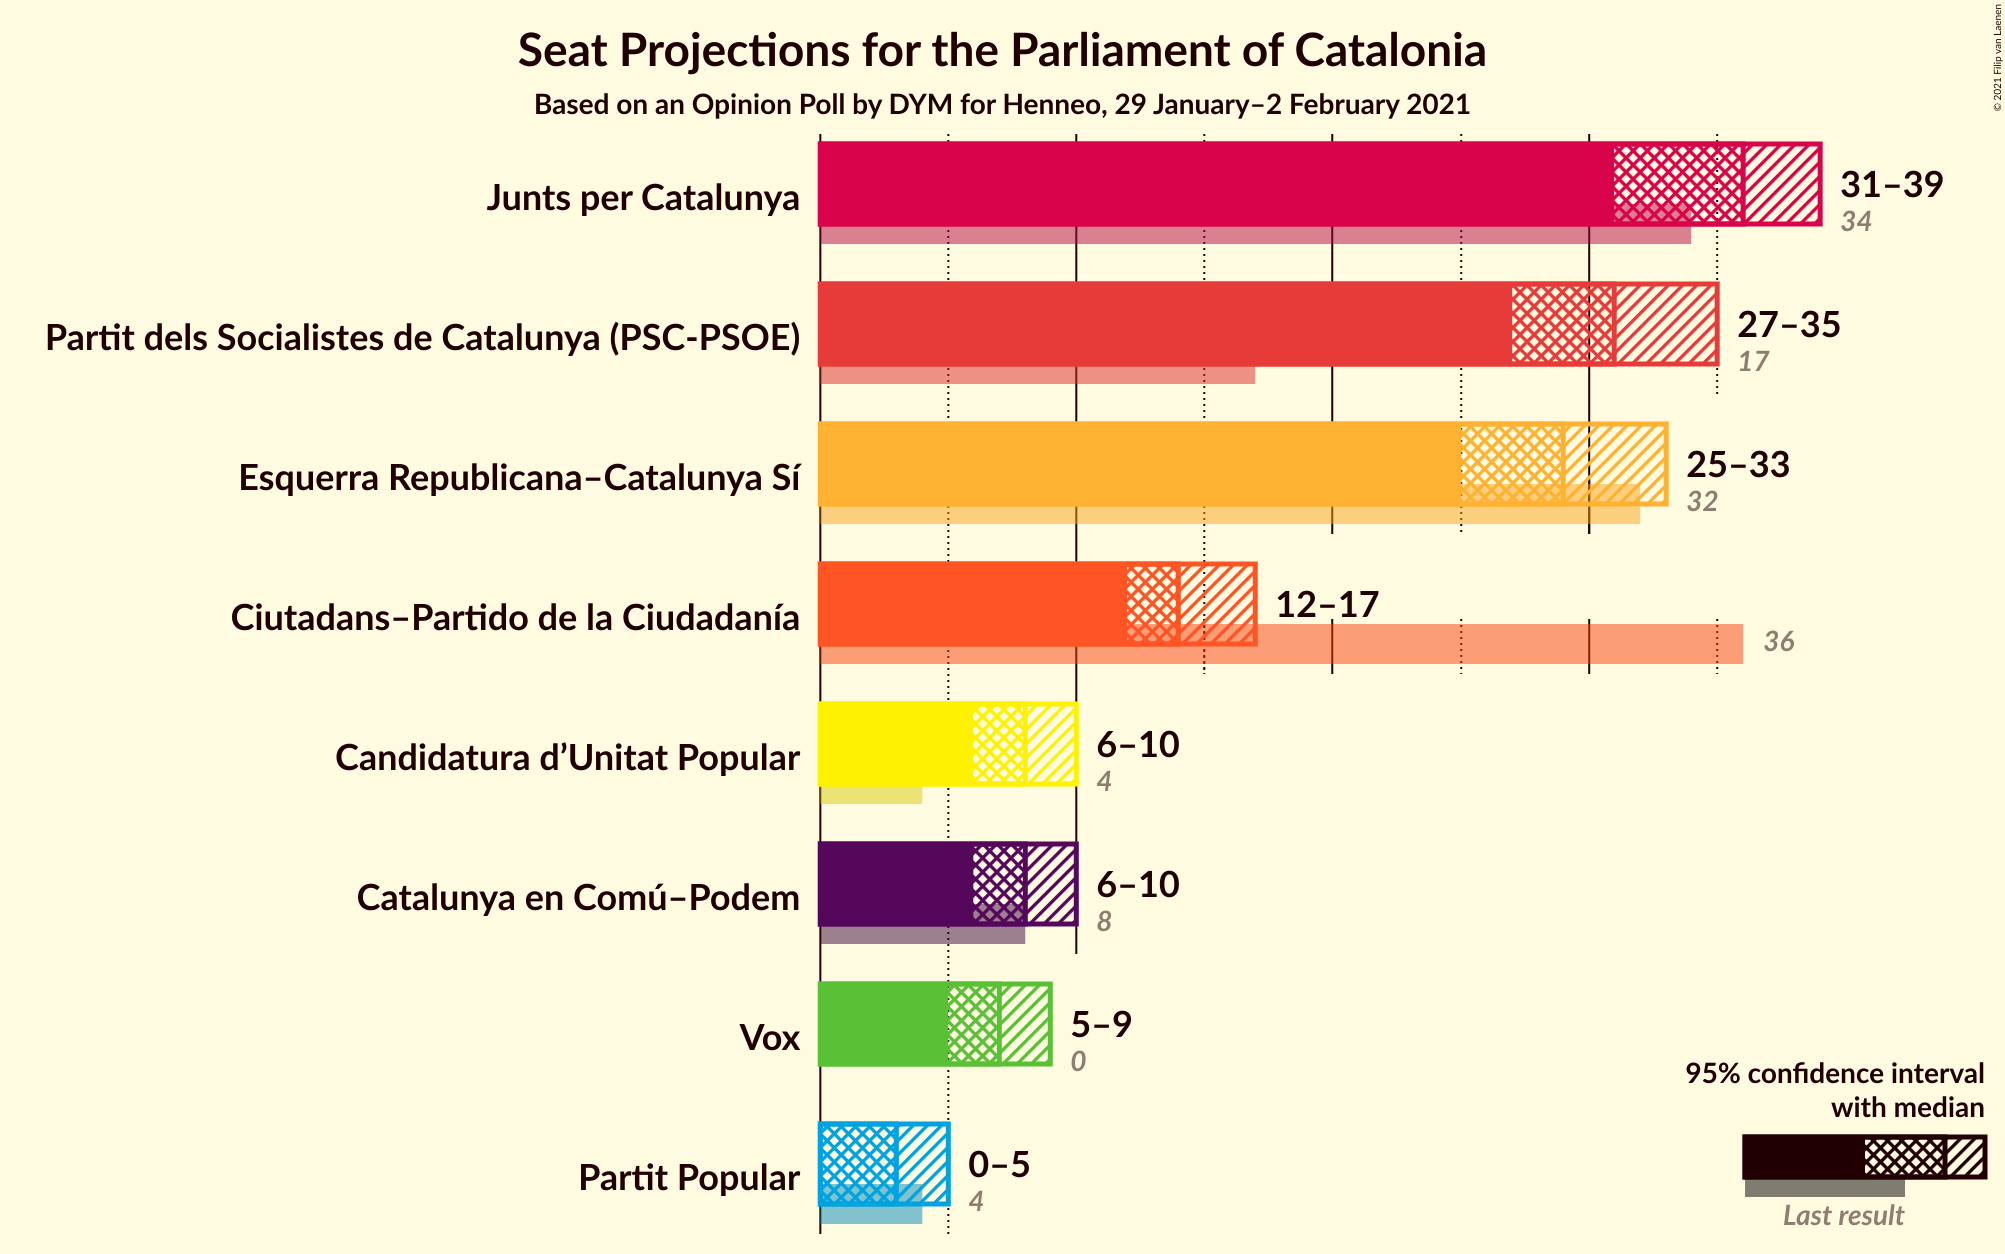 Seat Projections for the Parliament of Catalonia
Based on an Opinion Poll by DYM for Henneo, 29 January–2 February 2021
© 2021 Filip van Laenen
Junts per Catalunya
31–39
34
Partit dels Socialistes de Catalunya (PSC-PSOE)
27–35
17
Esquerra Republicana–Catalunya Sí
25–33
32
Ciutadans–Partido de la Ciudadanía
12–17
36
Candidatura d’Unitat Popular
6–10
4
Catalunya en Comú–Podem
6–10
8
Vox
5–9
0
Partit Popular
0–5
4
95% confidence interval
with median
Last result